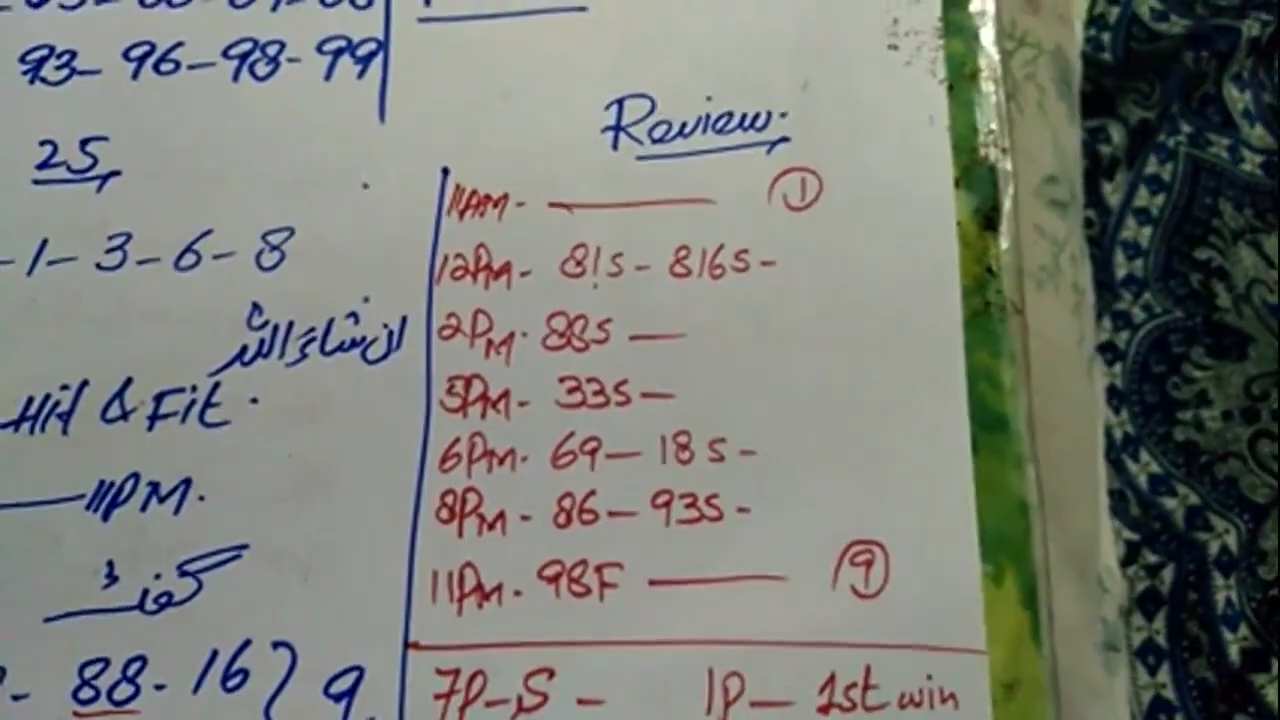 93- 96-98-99
25
-1-3-6-8
ان شاءَ اللہ
Hit & Fit.
—11PM.
88-16) 9
Review.
11AM- — ①
12PM- 81S- 816S-
2PM- 88S —
5PM- 33S—
6PM- 69— 18S-
8PM- 86— 93S-
11PM- 98F — ⑨
7P-S- 1P— 1st win